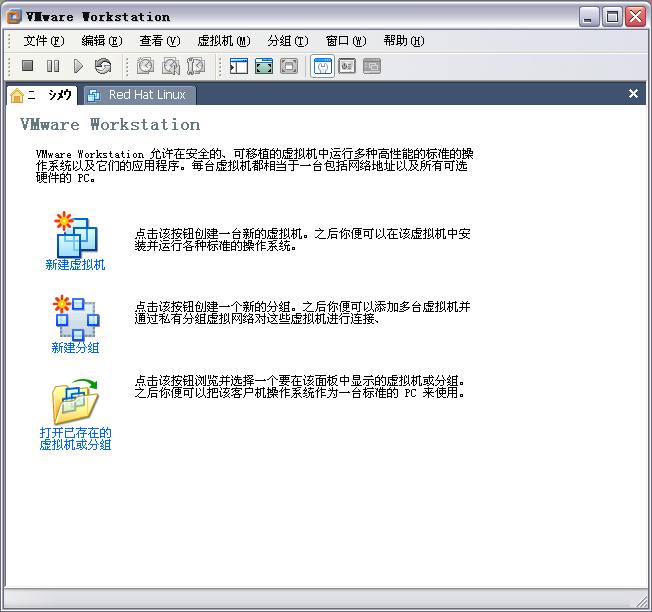 VMware Workstation
文件(F) 编辑(E) 查看(V) 虚拟机(M) 分组(T) 窗口(W) 帮助(H)
ニ シメウ Red Hat Linux
VMware Workstation
VMware Workstation 允许在安全的、可移植的虚拟机中运行多种高性能的标准的操
作系统以及它们的应用程序。每台虚拟机都相当于一台包括网络地址以及所有可选
硬件的 PC。
点击该按钮创建一台新的虚拟机。之后你便可以在该虚拟机中安
装并运行各种标准的操作系统。
新建虚拟机
点击该按钮创建一个新的分组。之后你便可以添加多台虚拟机并
通过私有分组虚拟网络对这些虚拟机进行连接、
新建分组
点击该按钮浏览并选择一个要在该面板中显示的虚拟机或分组。
之后你便可以把该客户机操作系统作为一台标准的 PC 来使用。
打开已存在的
虚拟机或分组